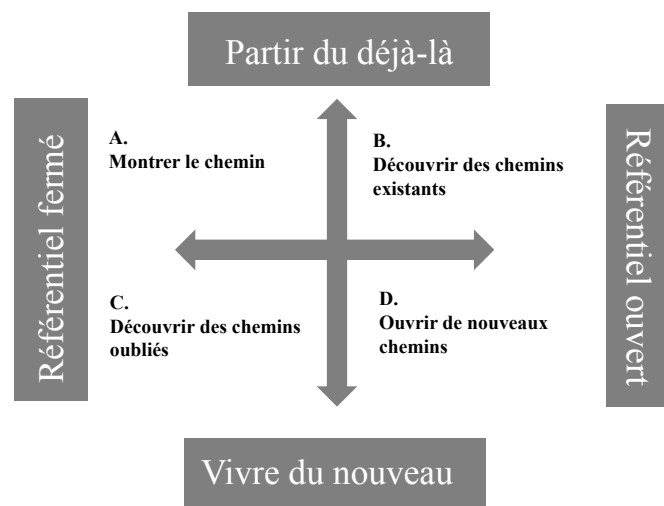 Partir du déjà-là
Référentiel fermé
A.
Montrer le chemin
B.
Découvrir des chemins
existants
Référentiel ouvert
C.
Découvrir des chemins
oubliés
D.
Ouvrir de nouveaux
chemins
Vivre du nouveau